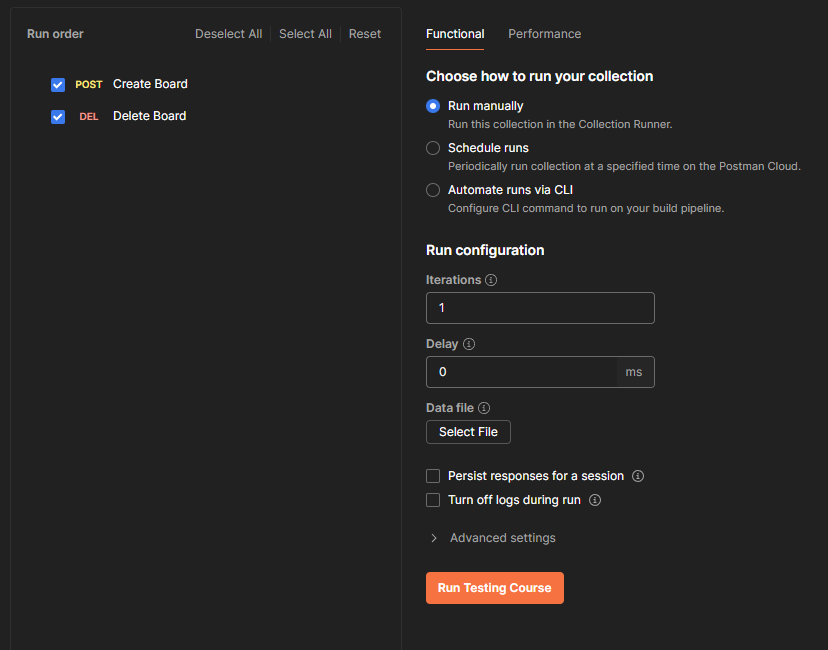 Run order
Deselect All
Select All
Reset
POST Create Board
DEL Delete Board
Functional
Performance
Choose how to run your collection
Run manually
Run this collection in the Collection Runner.
Schedule runs
Periodically run collection at a specified time on the Postman Cloud.
Automate runs via CLI
Configure CLI command to run on your build pipeline.
Run configuration
Iterations
1
Delay
0 ms
Data file
Select File
Persist responses for a session
Turn off logs during run
Advanced settings
Run Testing Course